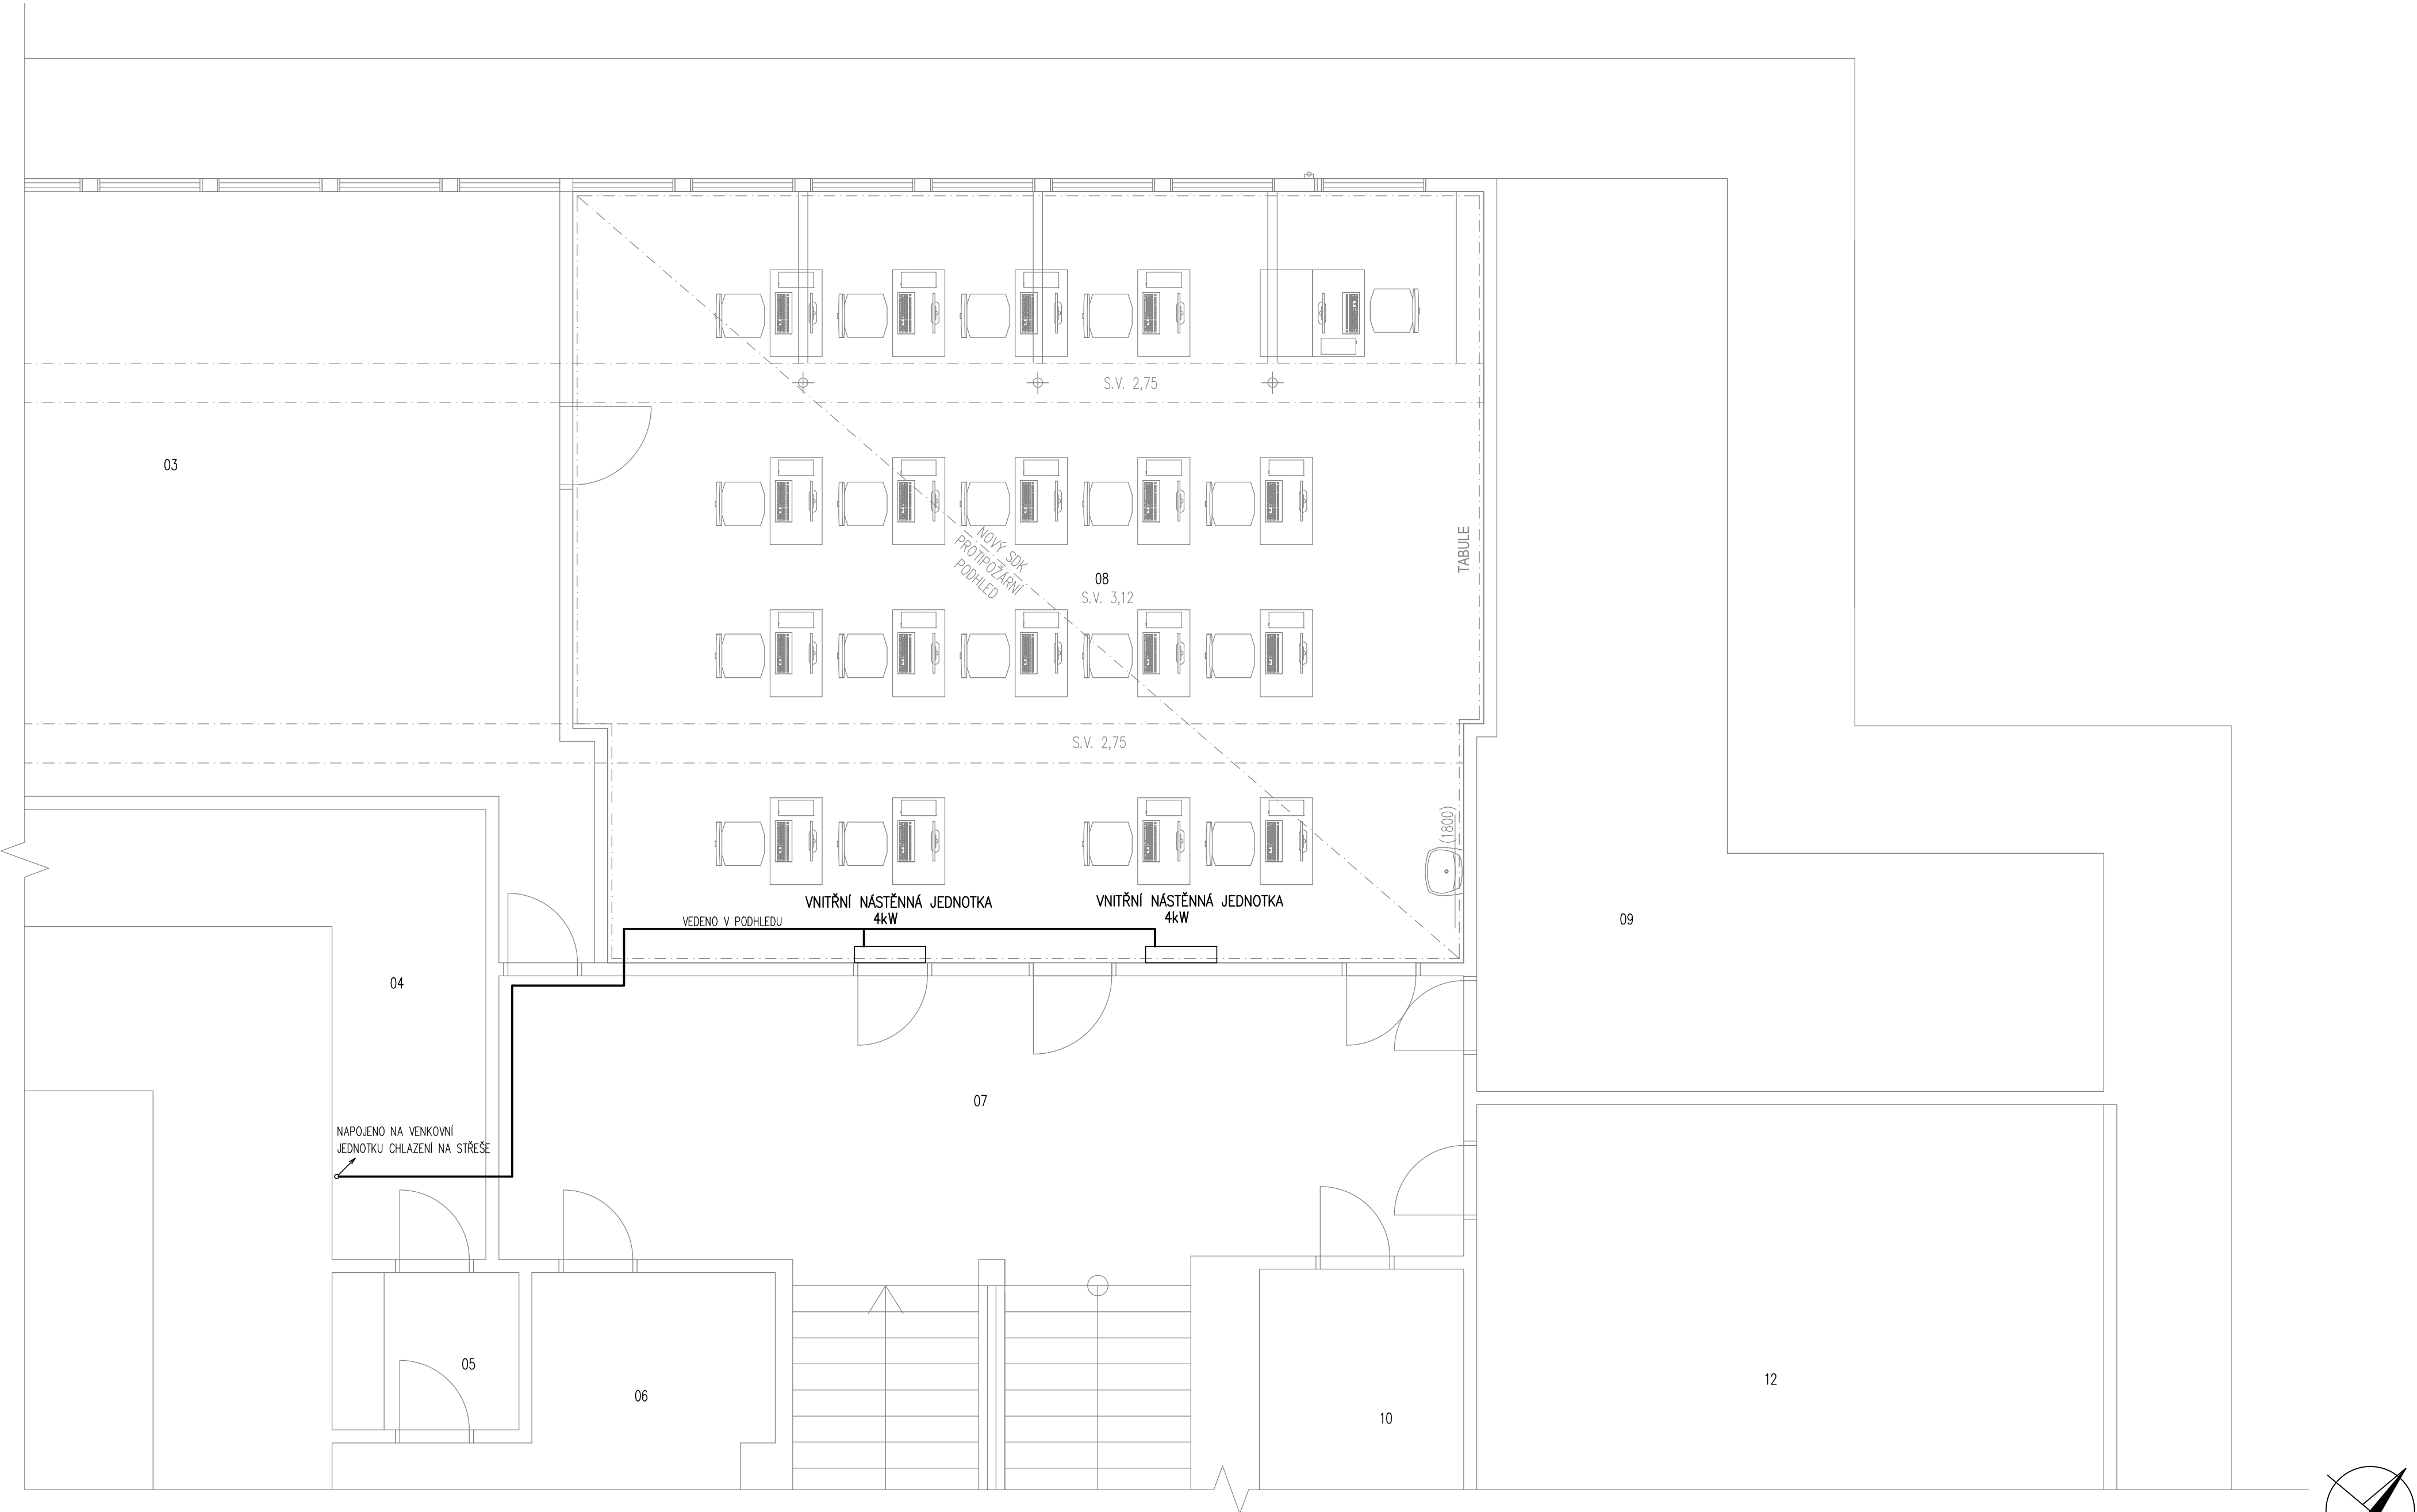 S.V. 2,75
03
NOVÝ SDK
PROTIPOŽÁRNÍ
PODHLED
TABULE
08
S.V. 3,12
S.V. 2,75
(1800)
VNITŘNÍ NÁSTĚNNÁ JEDNOTKA
4kW
VNITŘNÍ NÁSTĚNNÁ JEDNOTKA
4kW
VEDENO V PODHLEDU
09
04
07
NAPOJENO NA VENKOVNÍ
JEDNOTKU CHLAZENÍ NA STŘEŠE
05
06
12
10